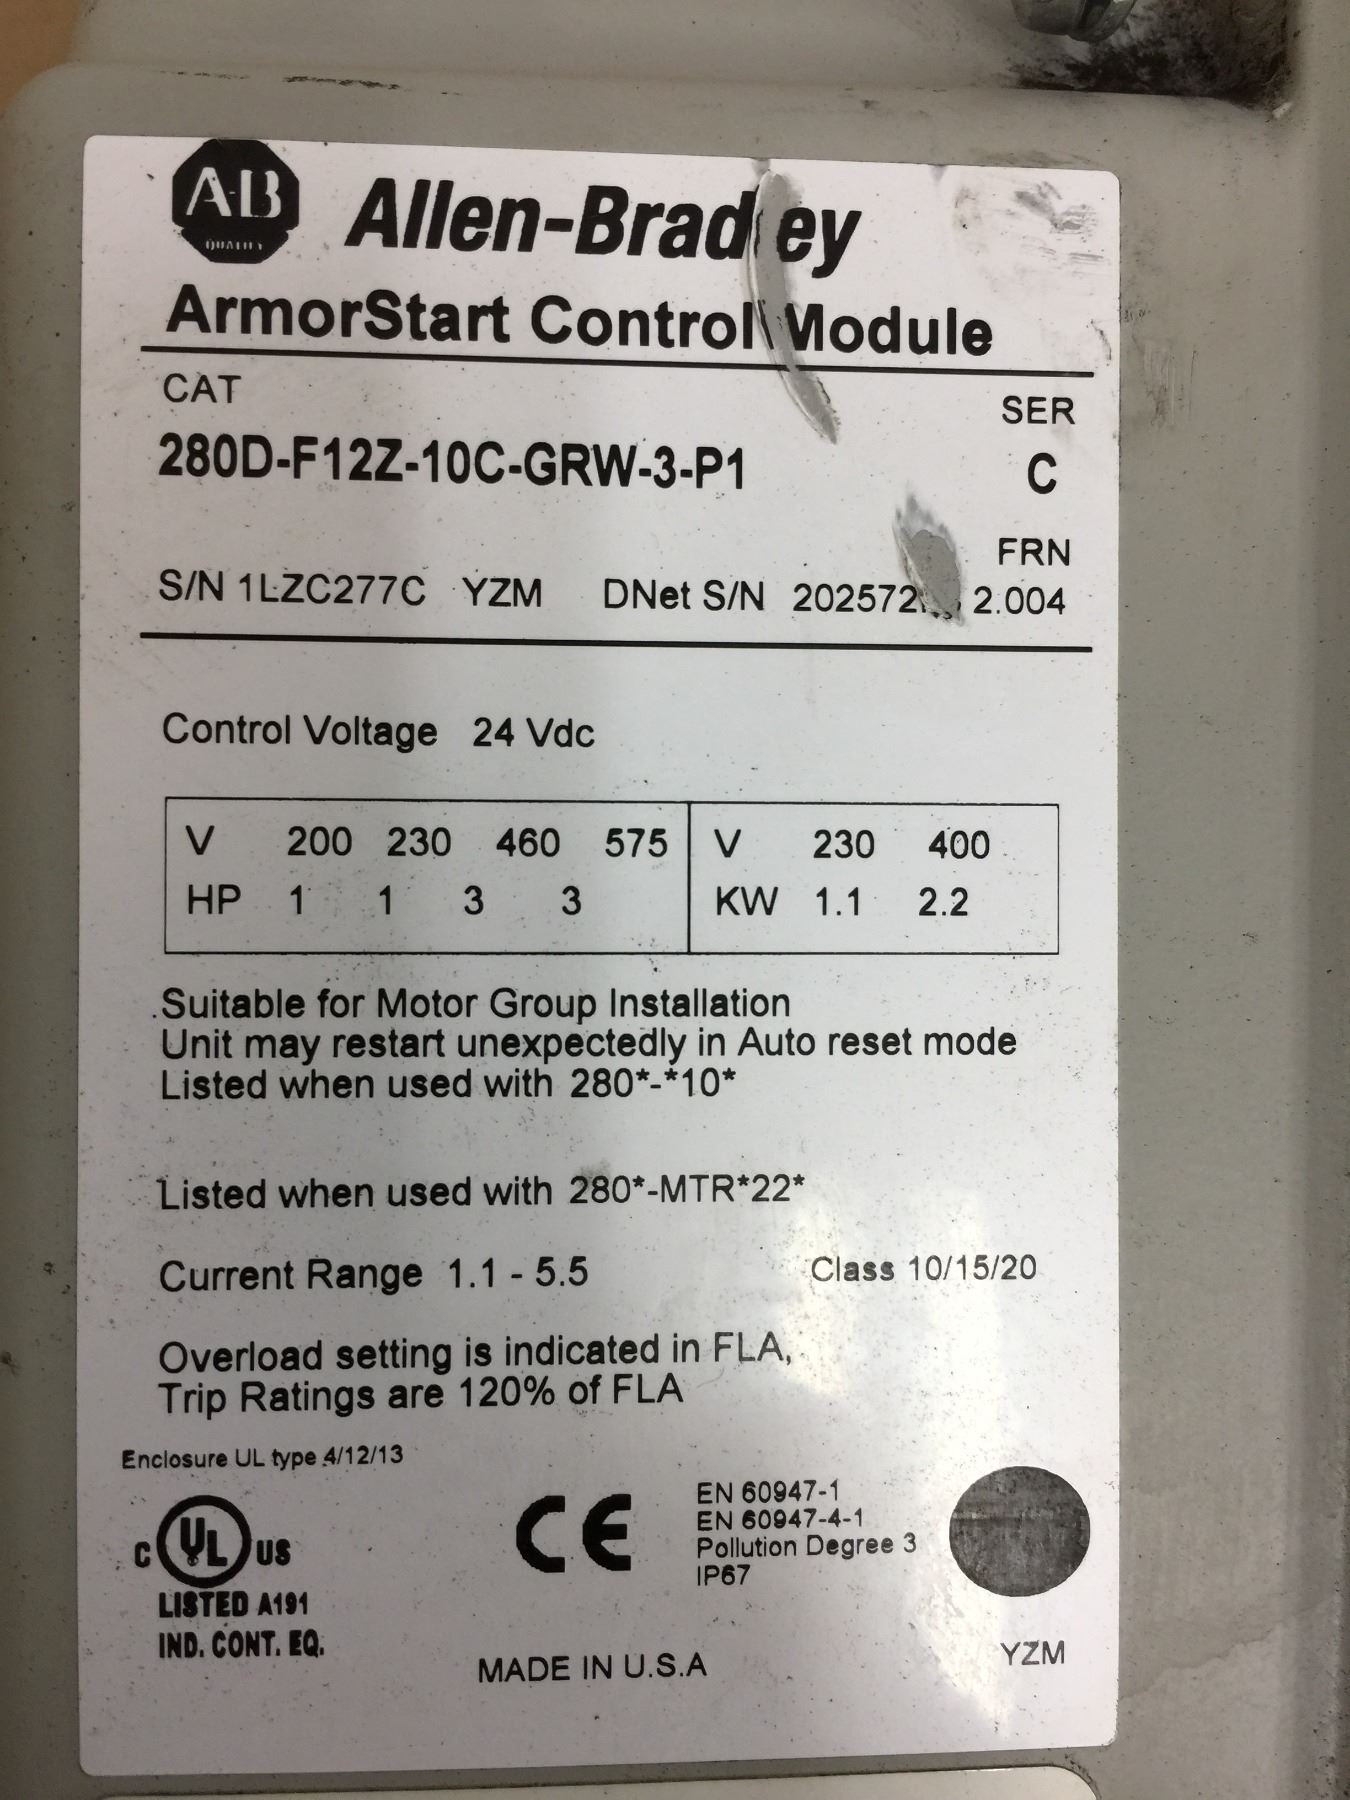 A-B
QUALITY
Allen-Bradley
ArmorStart Control Module
CAT
SER
280D-F12Z-10C-GRW-3-P1
C
FRN
S/N 1LZC277C YZM DNet S/N 2.004
Control Voltage 24 Vdc
V 200 230 460 575 V 230 400
HP 1 1 3 3 KW 1.1 2.2
Suitable for Motor Group Installation
Unit may restart unexpectedly in Auto reset mode
Listed when used with 280*-*10*
Listed when used with 280*-MTR*22*
Current Range 1.1 - 5.5 Class 10/15/20
Overload setting is indicated in FLA,
Trip Ratings are 120% of FLA
Enclosure UL type 4/12/13
C UL US
LISTED A191
IND. CONT. EQ.
CE
EN 60947-1
EN 60947-4-1
Pollution Degree 3
IP67
MADE IN U.S.A
YZM